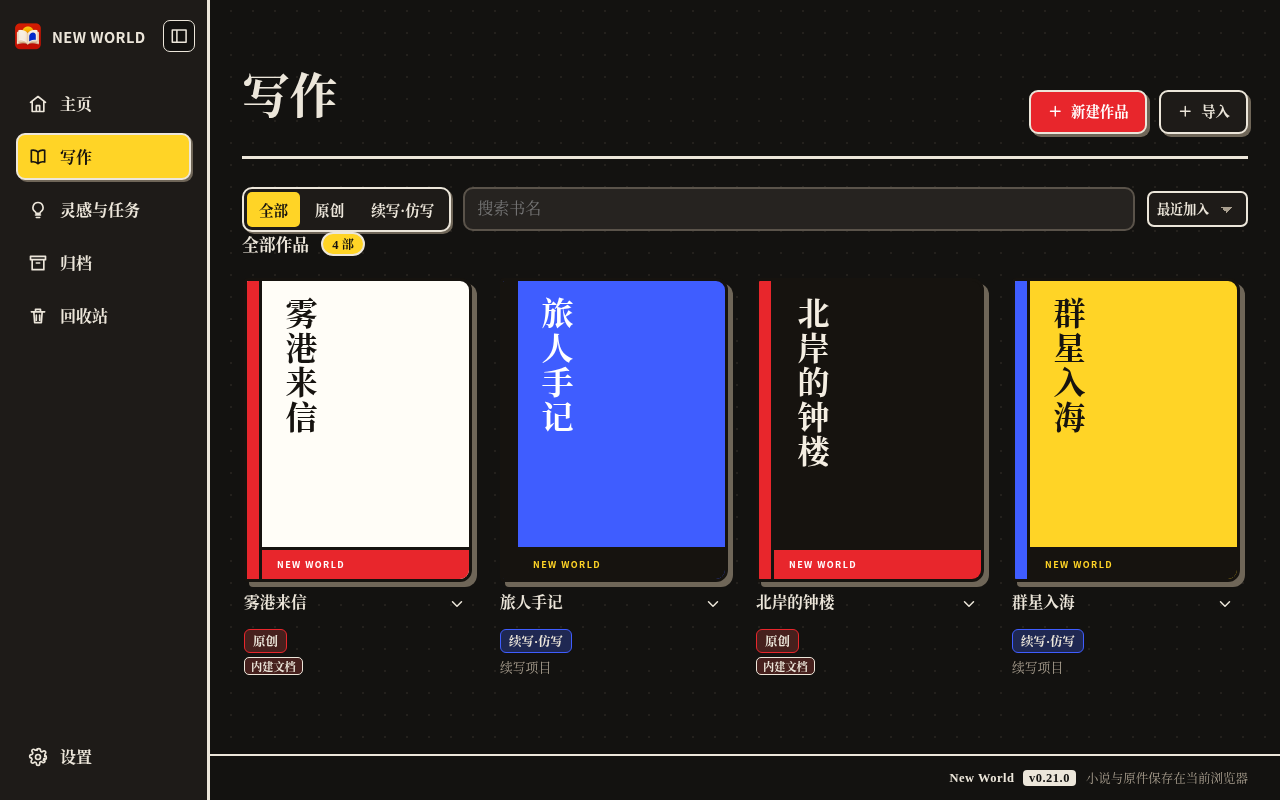 NEW WORLD
主页
写作
灵感与任务
归档
回收站
设置
写作
新建作品
导入
全部
原创
续写·仿写
搜索书名
最近加入
全部作品
4 部
雾港来信
NEW WORLD
旅人手记
NEW WORLD
北岸的钟楼
NEW WORLD
群星入海
NEW WORLD
雾港来信
原创
内建文档
旅人手记
续写·仿写
续写项目
北岸的钟楼
原创
内建文档
群星入海
续写·仿写
续写项目
New World v0.21.0 小说与原件保存在当前浏览器